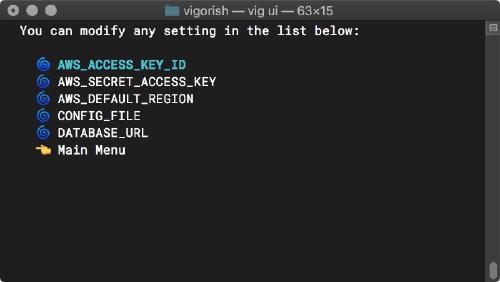 vigorish — vig ui — 63×15
You can modify any setting in the list below:
AWS_ACCESS_KEY_ID
AWS_SECRET_ACCESS_KEY
AWS_DEFAULT_REGION
CONFIG_FILE
DATABASE_URL
Main Menu